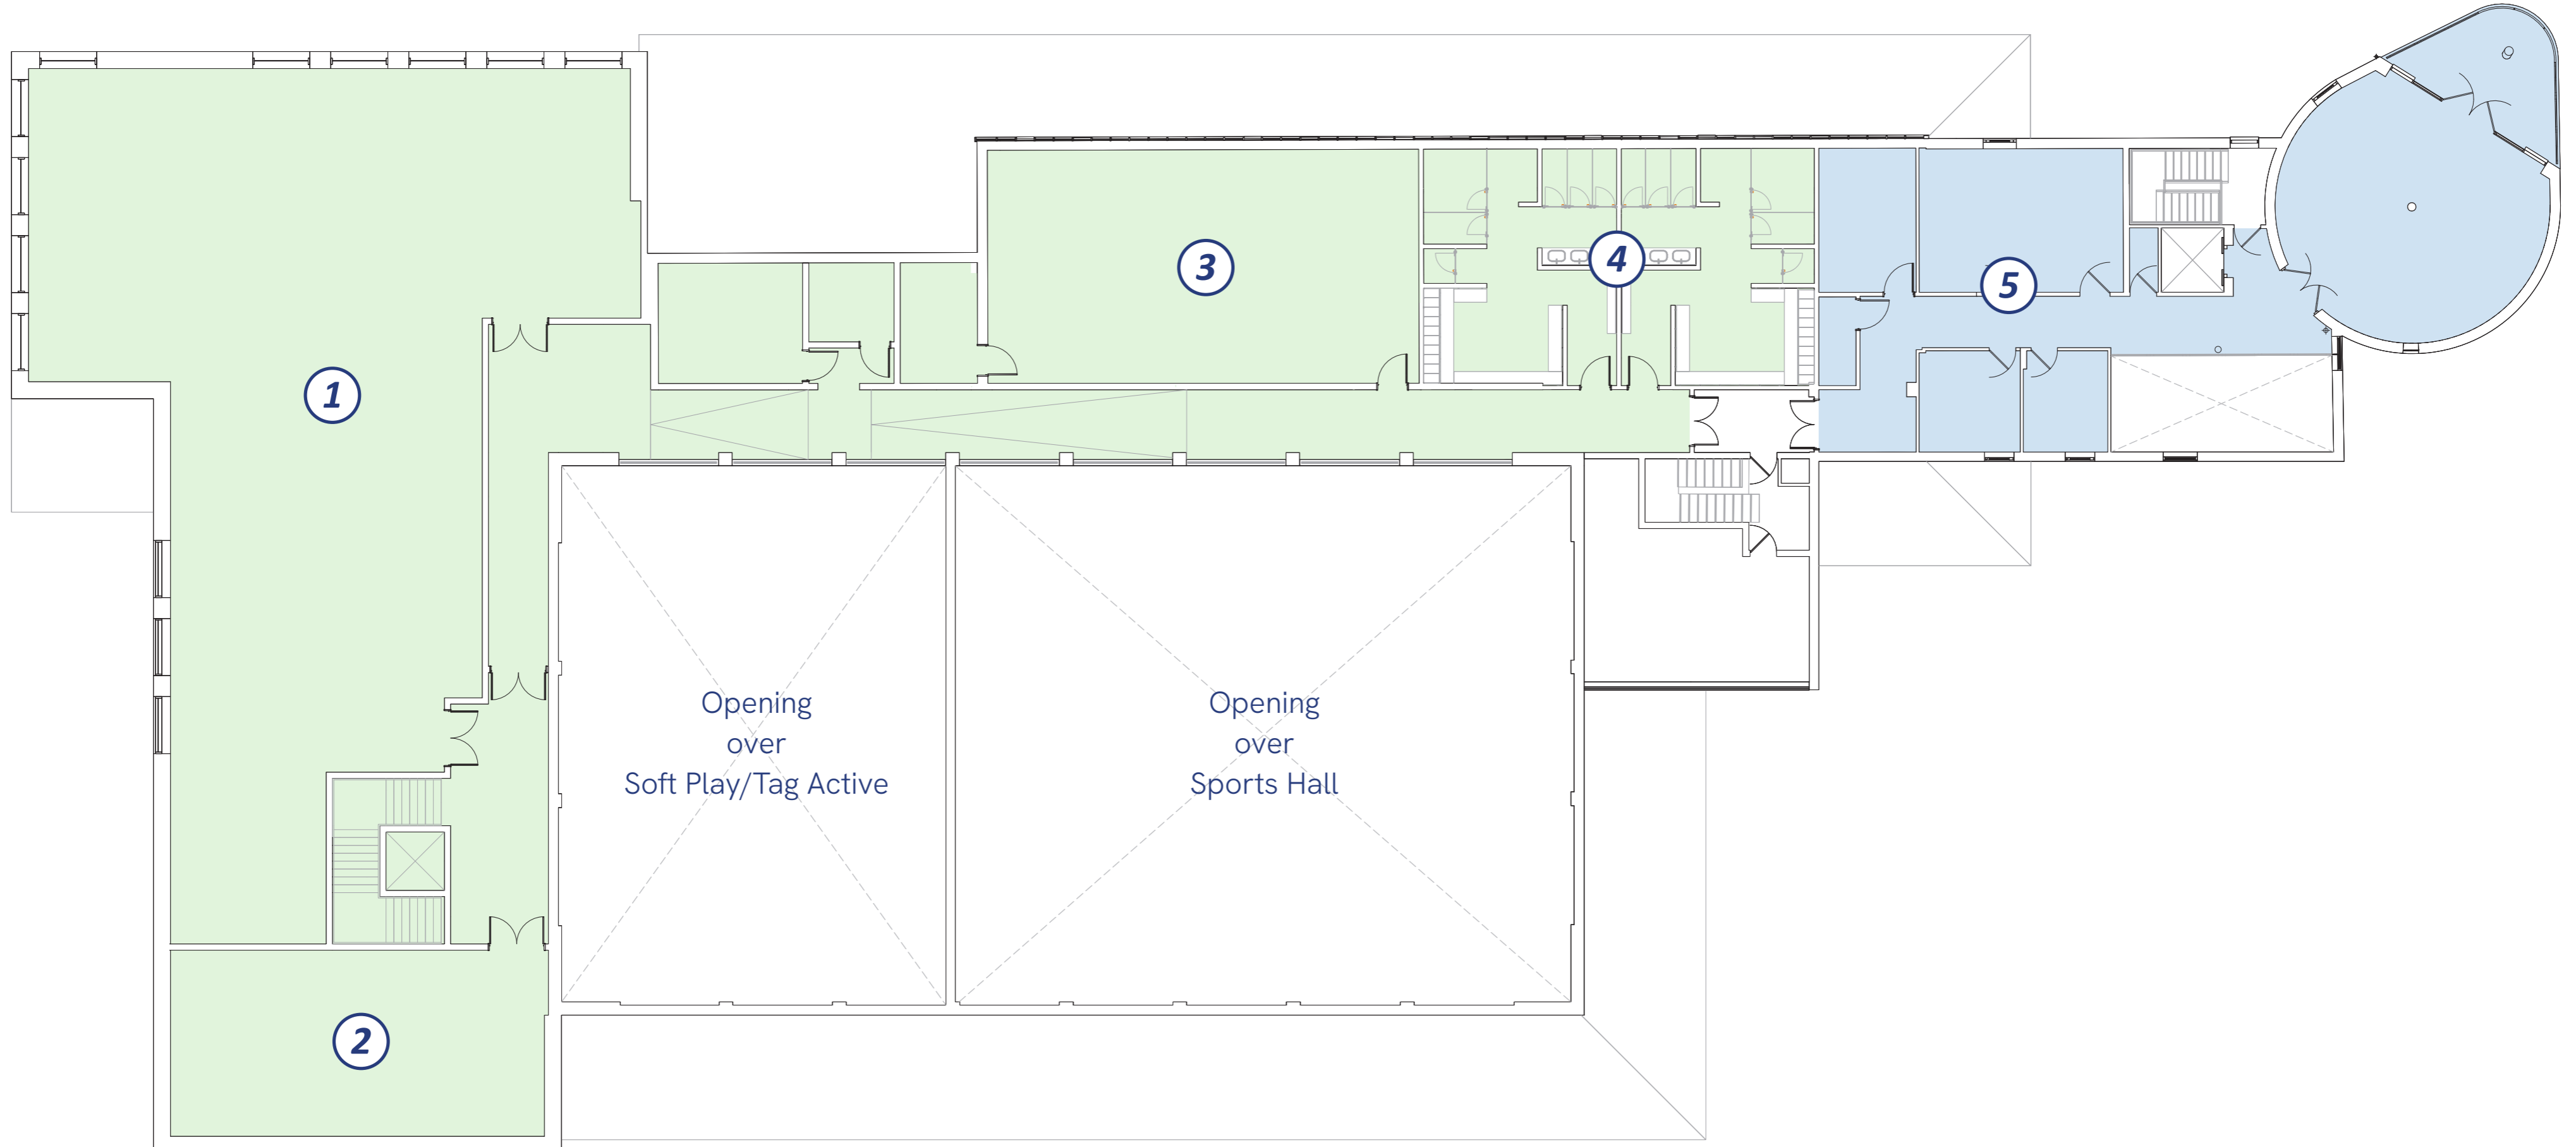 1
3
4
5
Opening
over
Soft Play/Tag Active
Opening
over
Sports Hall
2